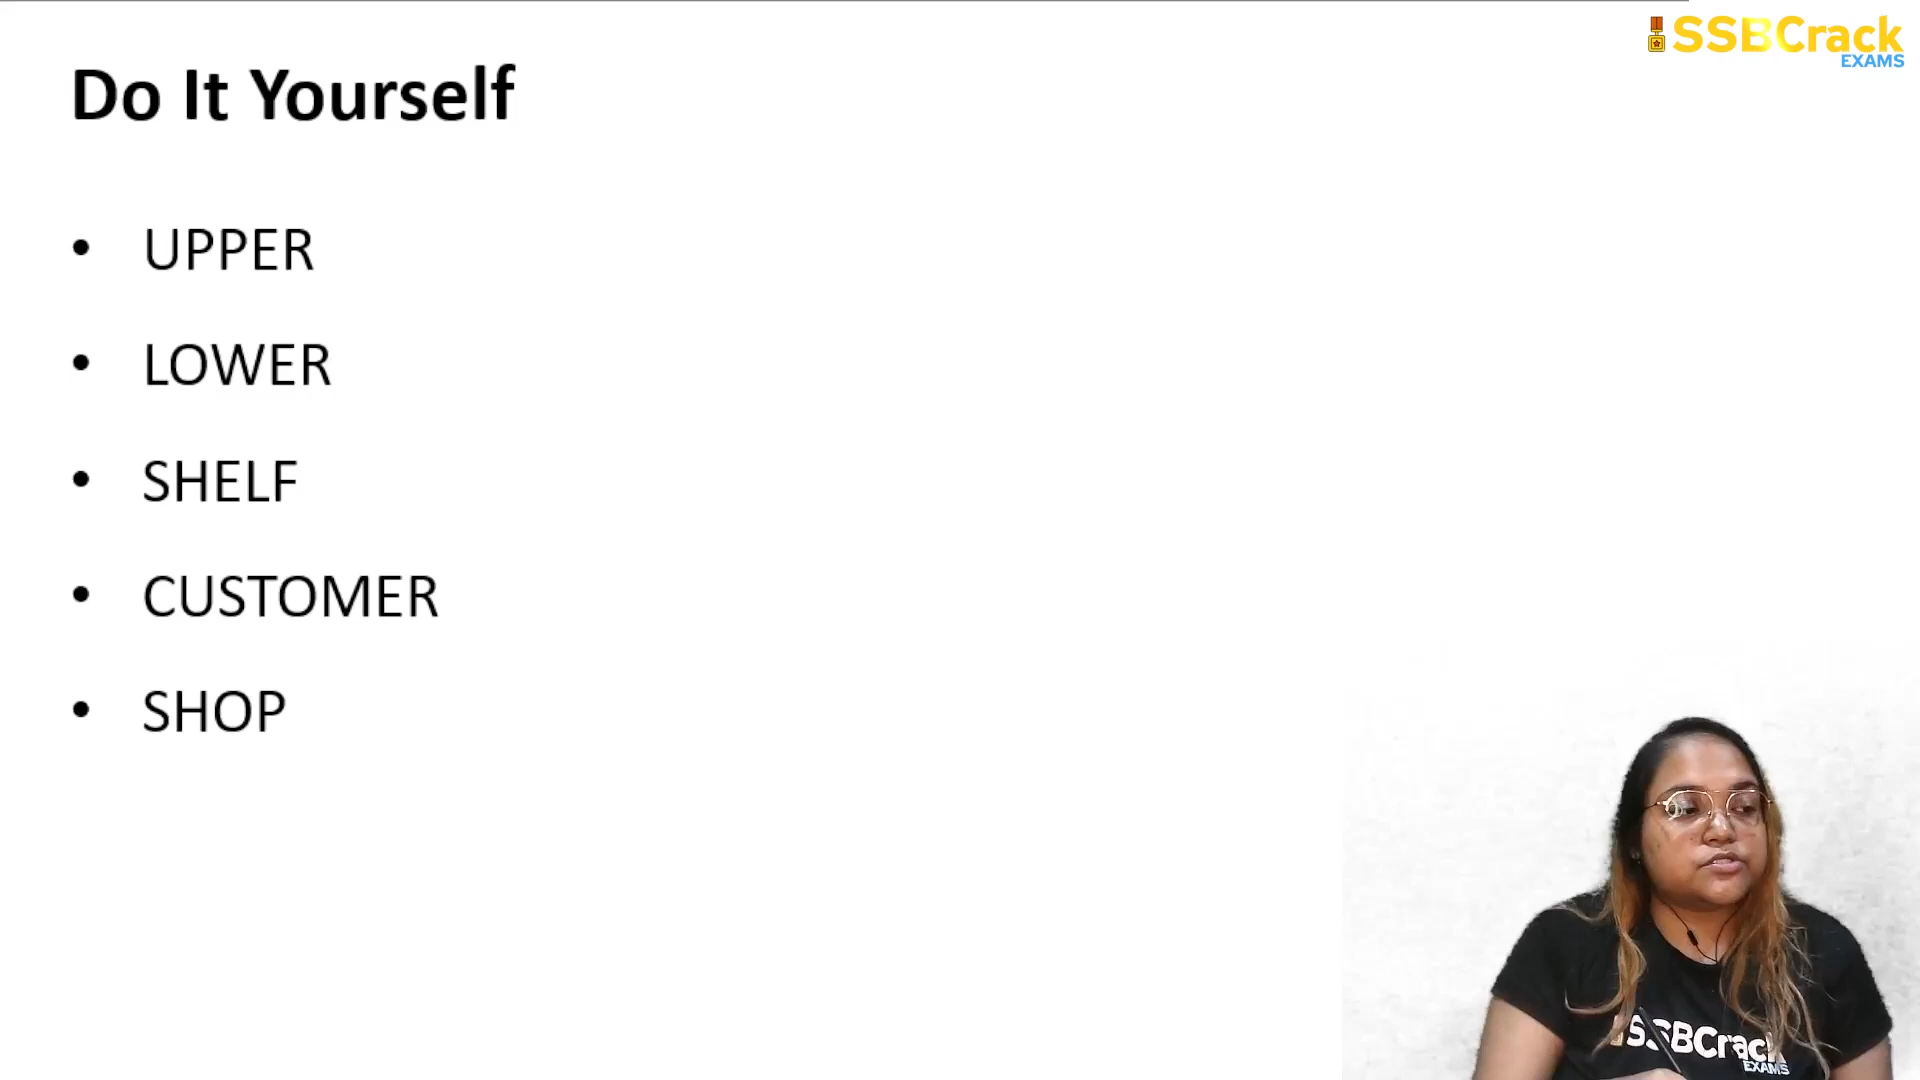 SSBCrack
EXAMS
Do It Yourself
• UPPER
• LOWER
• SHELF
• CUSTOMER
• SHOP
SSBCrack
EXAMS